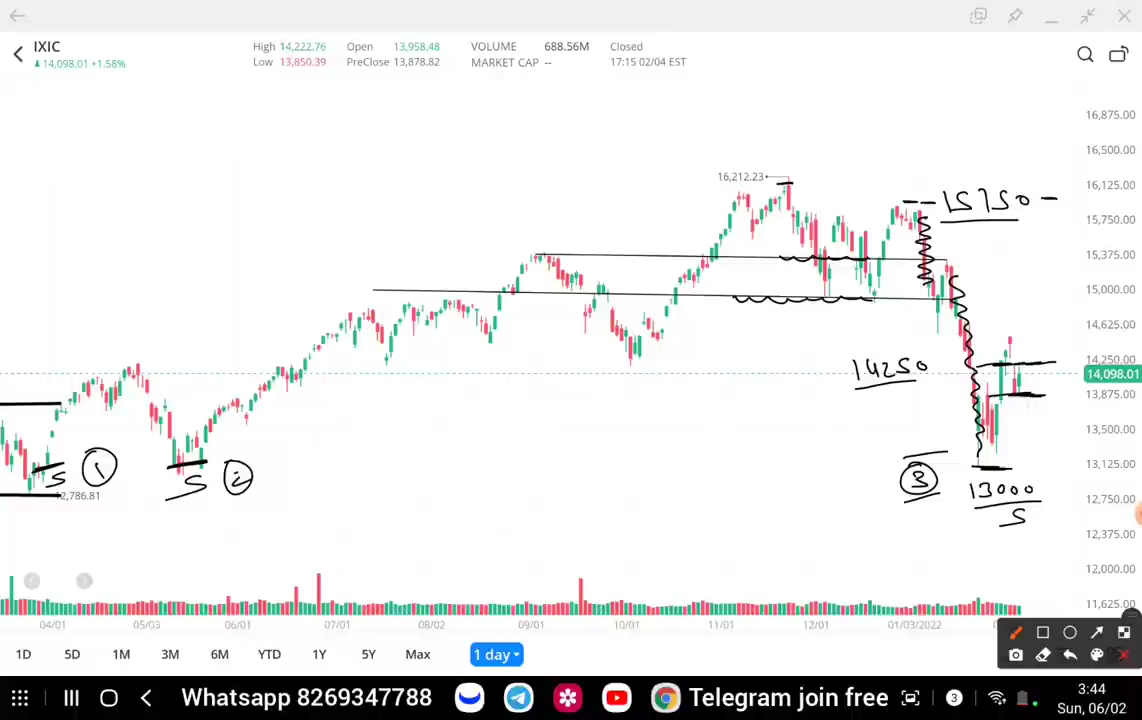 IXIC
High 14,222.76 Open 13,958.48 VOLUME 688.56M Closed
14,098.01 +1.58%
Low 13,850.39 PreClose 13,878.82 MARKET CAP -- 17:15 02/04 EST
16,875.00
16,500.00
16,212.23
16,125.00
15750
15,750.00
15,375.00
15,000.00
14,625.00
14250
14,250.00
14,098.01
13,875.00
13,500.00
S 1
S 2
3
13,125.00
13000
S
2,786.81
12,750.00
12,375.00
12,000.00
11,625.00
04/01 05/03 06/01 07/01 08/02 09/01 10/01 11/01 12/01 01/03/2022
1D 5D 1M 3M 6M YTD 1Y 5Y Max 1 day
Whatsapp 8269347788 Telegram join free 3 3:44
Sun, 06/02